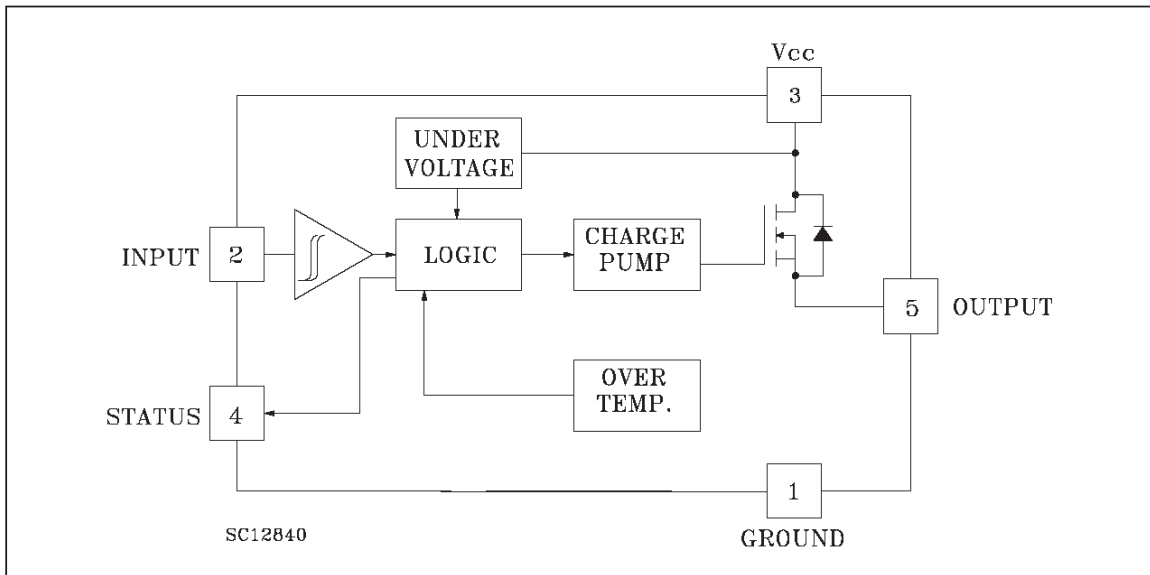 Vcc
3
UNDER
VOLTAGE
INPUT
2
LOGIC
CHARGE
PUMP
5
OUTPUT
STATUS
4
OVER
TEMP.
1
GROUND
SC12840